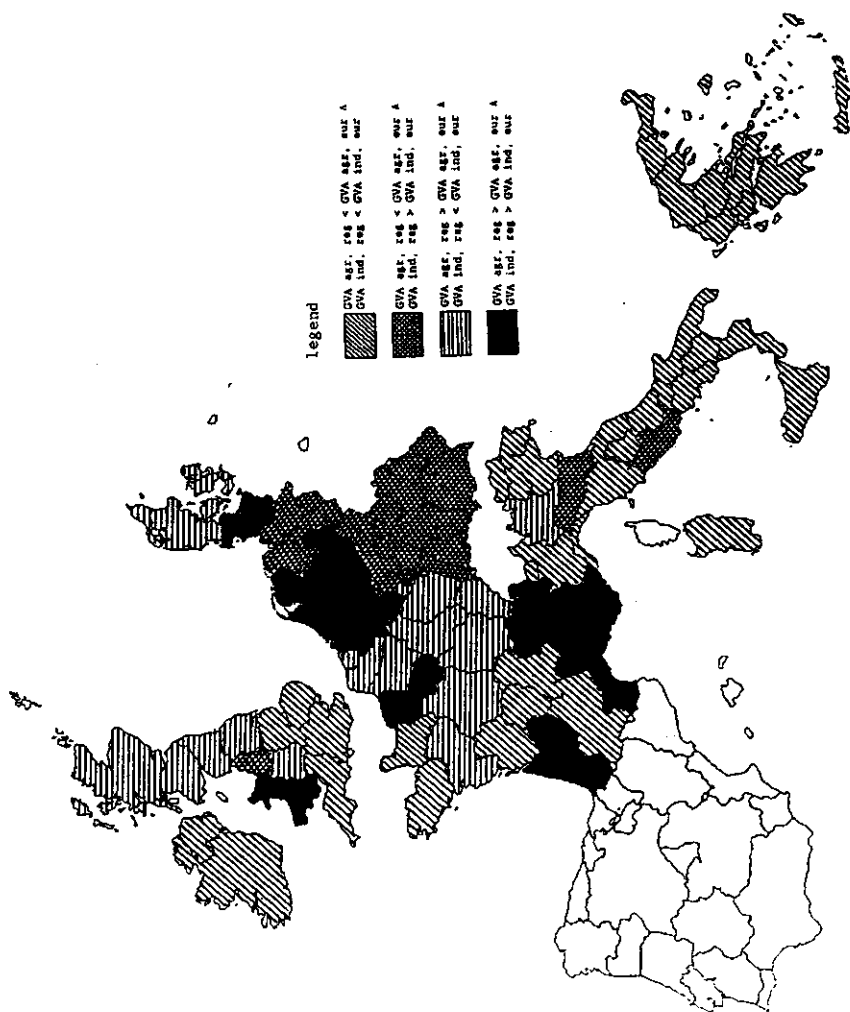 legend
GVA agr, reg < GVA agr, eur A
GVA ind, reg < GVA ind, eur
GVA agr, reg < GVA agr, eur A
GVA ind, reg > GVA ind, eur
GVA agr, reg > GVA agr, eur A
GVA ind, reg < GVA ind, eur
GVA agr, reg > GVA agr, eur A
GVA ind, reg > GVA ind, eur